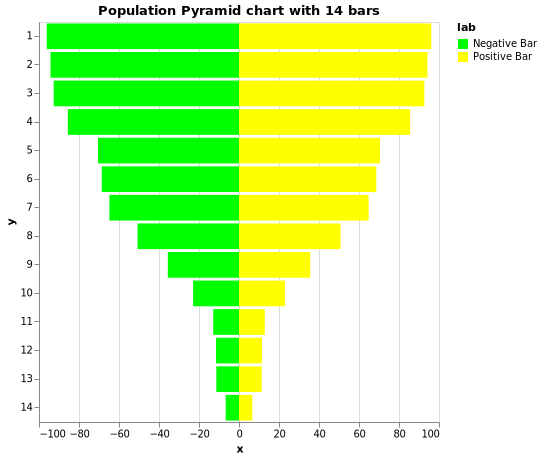 Population Pyramid chart with 14 bars
lab
Negative Bar
Positive Bar
y
1
2
3
4
5
6
7
8
9
10
11
12
13
14
−100 −80 −60 −40 −20 0 20 40 60 80 100
x